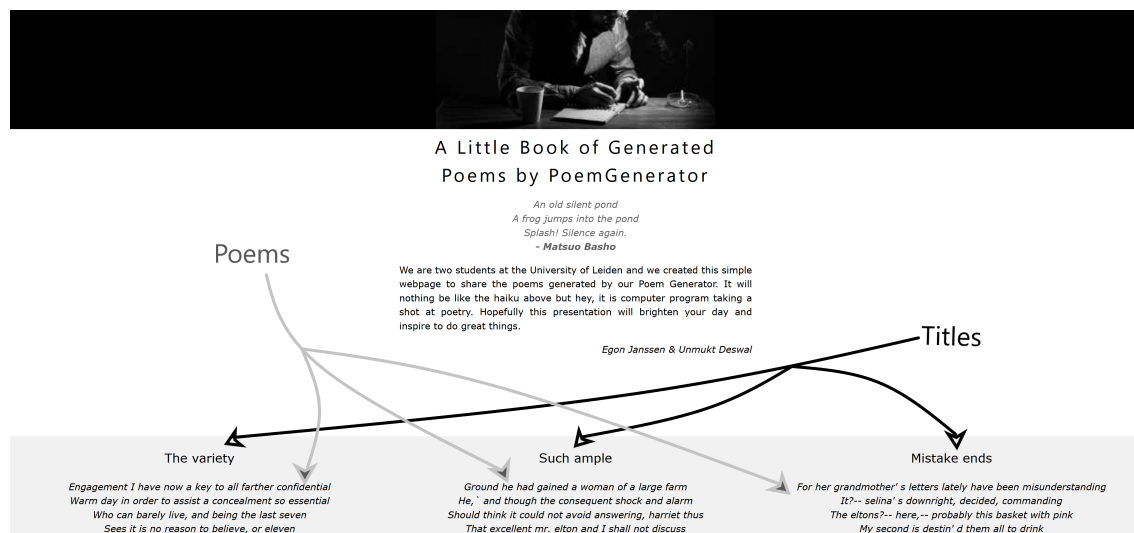 A Little Book of Generated
Poems by PoemGenerator
An old silent pond
A frog jumps into the pond
Splash! Silence again.
- Matsuo Basho
Poems
We are two students at the University of Leiden and we created this simple
webpage to share the poems generated by our Poem Generator. It will
nothing be like the haiku above but hey, it is computer program taking a
shot at poetry. Hopefully this presentation will brighten your day and
inspire to do great things.
Titles
Egon Janssen & Unmukt Deswal
The variety
Engagement I have now a key to all farther confidential
Warm day in order to assist a concealment so essential
Who can barely live, and being the last seven
Sees it is no reason to believe, or eleven
Such ample
Ground he had gained a woman of a large farm
He,` and though the consequent shock and alarm
Should think it could not avoid answering, harriet thus
That excellent mr. elton and I shall not discuss
Mistake ends
For her grandmother' s letters lately have been misunderstanding
It?-- selina' s downright, decided, commanding
The eltons?-- here,-- probably this basket with pink
My second is destin' d them all to drink